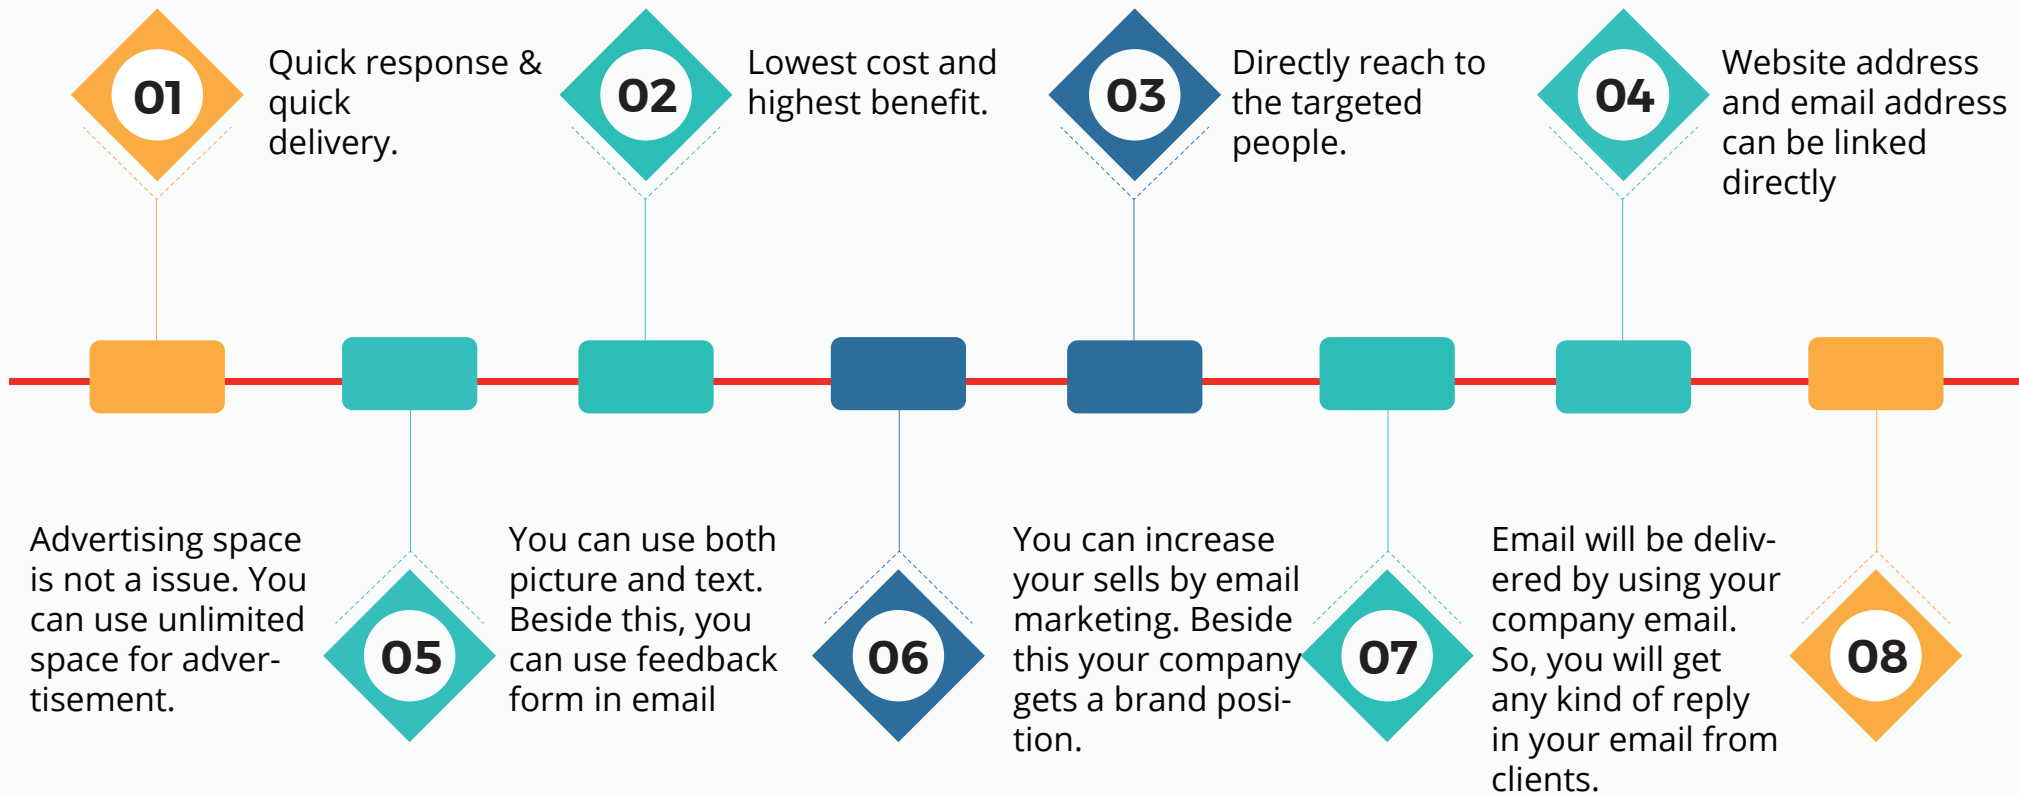 01
Quick response &
quick
delivery.
02
Lowest cost and
highest benefit.
03
Directly reach to
the targeted
people.
04
Website address
and email address
can be linked
directly
Advertising space
is not a issue. You
can use unlimited
space for adver-
tisement.
05
You can use both
picture and text.
Beside this, you
can use feedback
form in email
06
You can increase
your sells by email
marketing. Beside
this your company
gets a brand posi-
tion.
07
Email will be deliv-
ered by using your
company email.
So, you will get
any kind of reply
in your email from
clients.
08